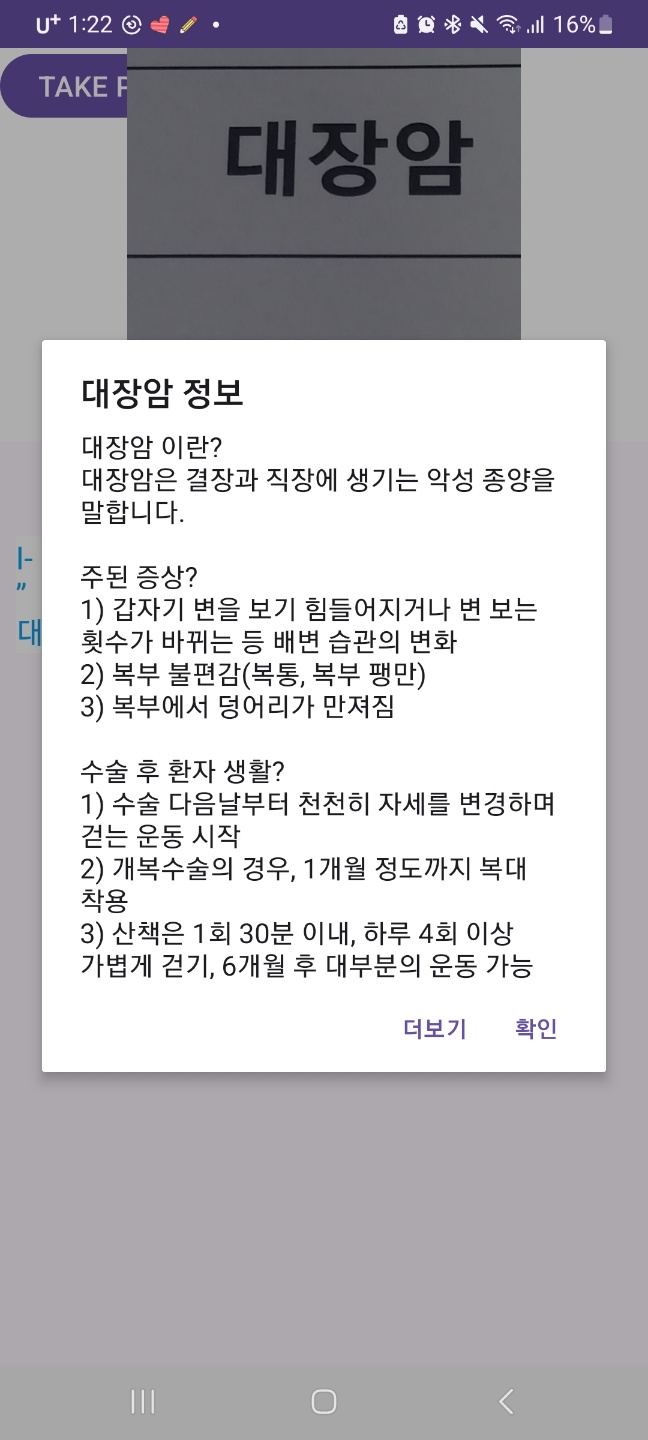 U+ 1:22 16%
TAKE P
대장암
대장암 정보
대장암 이란?
대장암은 결장과 직장에 생기는 악성 종양을
말합니다.
주된 증상?
1) 갑자기 변을 보기 힘들어지거나 변 보는
횟수가 바뀌는 등 배변 습관의 변화
2) 복부 불편감(복통, 복부 팽만)
3) 복부에서 덩어리가 만져짐
수술 후 환자 생활?
1) 수술 다음날부터 천천히 자세를 변경하며
걷는 운동 시작
2) 개복수술의 경우, 1개월 정도까지 복대
착용
3) 산책은 1회 30분 이내, 하루 4회 이상
가볍게 걷기, 6개월 후 대부분의 운동 가능
더보기 확인
l-
”
대